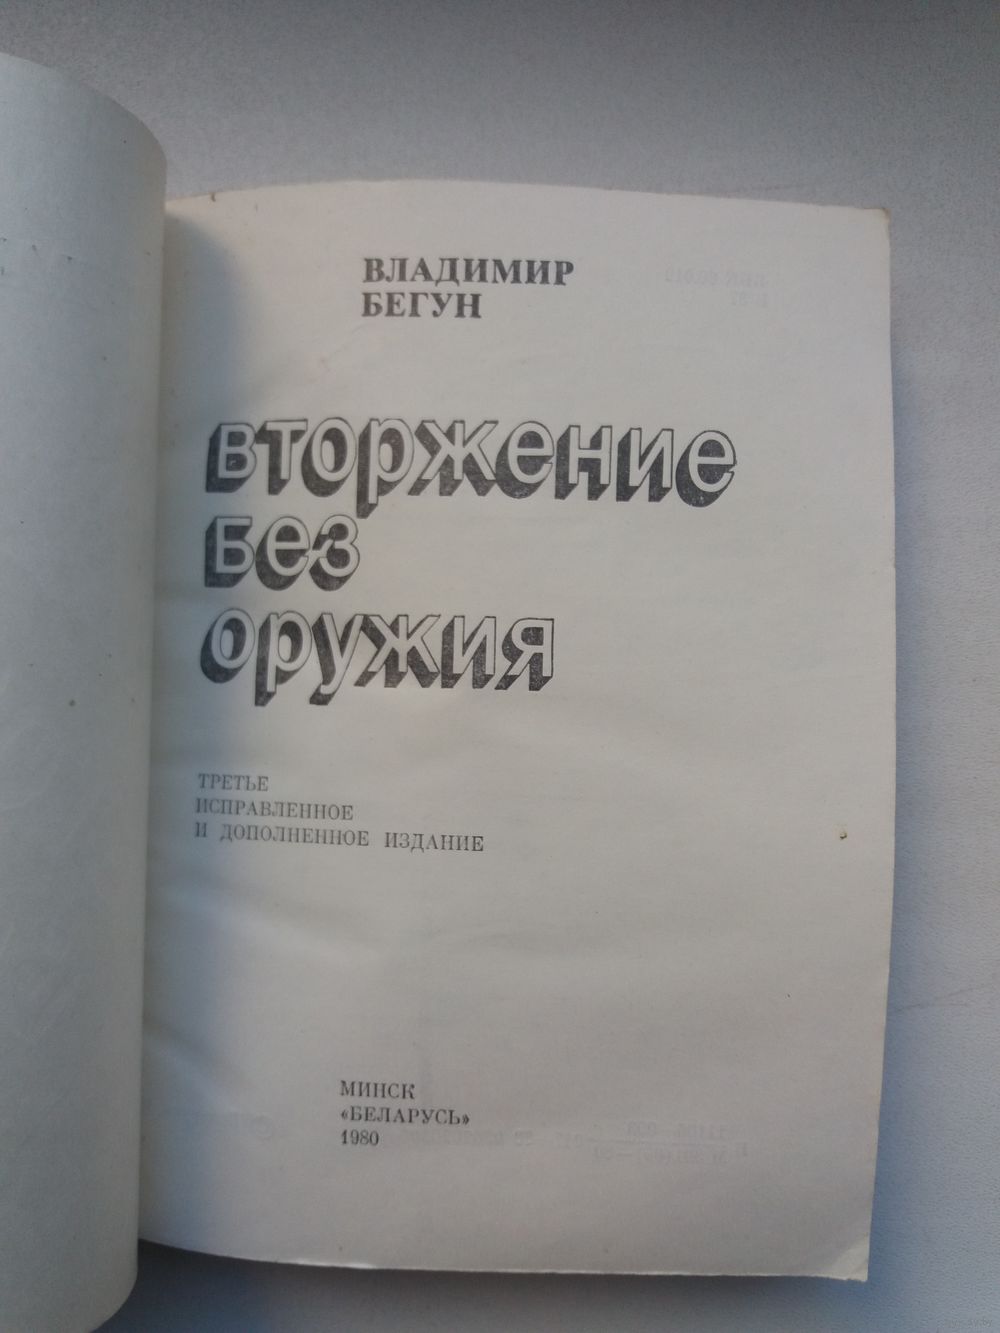 ВЛАДИМИР
БЕГУН
вторжение
без
оружия
ТРЕТЬЕ
ИСПРАВЛЕННОЕ
И ДОПОЛНЕННОЕ ИЗДАНИЕ
МИНСК
«БЕЛАРУСЬ»
1980